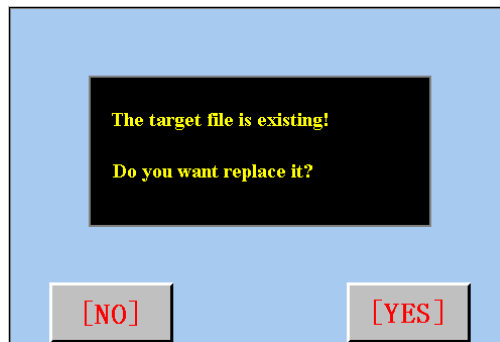 The target file is existing!
Do you want replace it?
[NO] [YES]